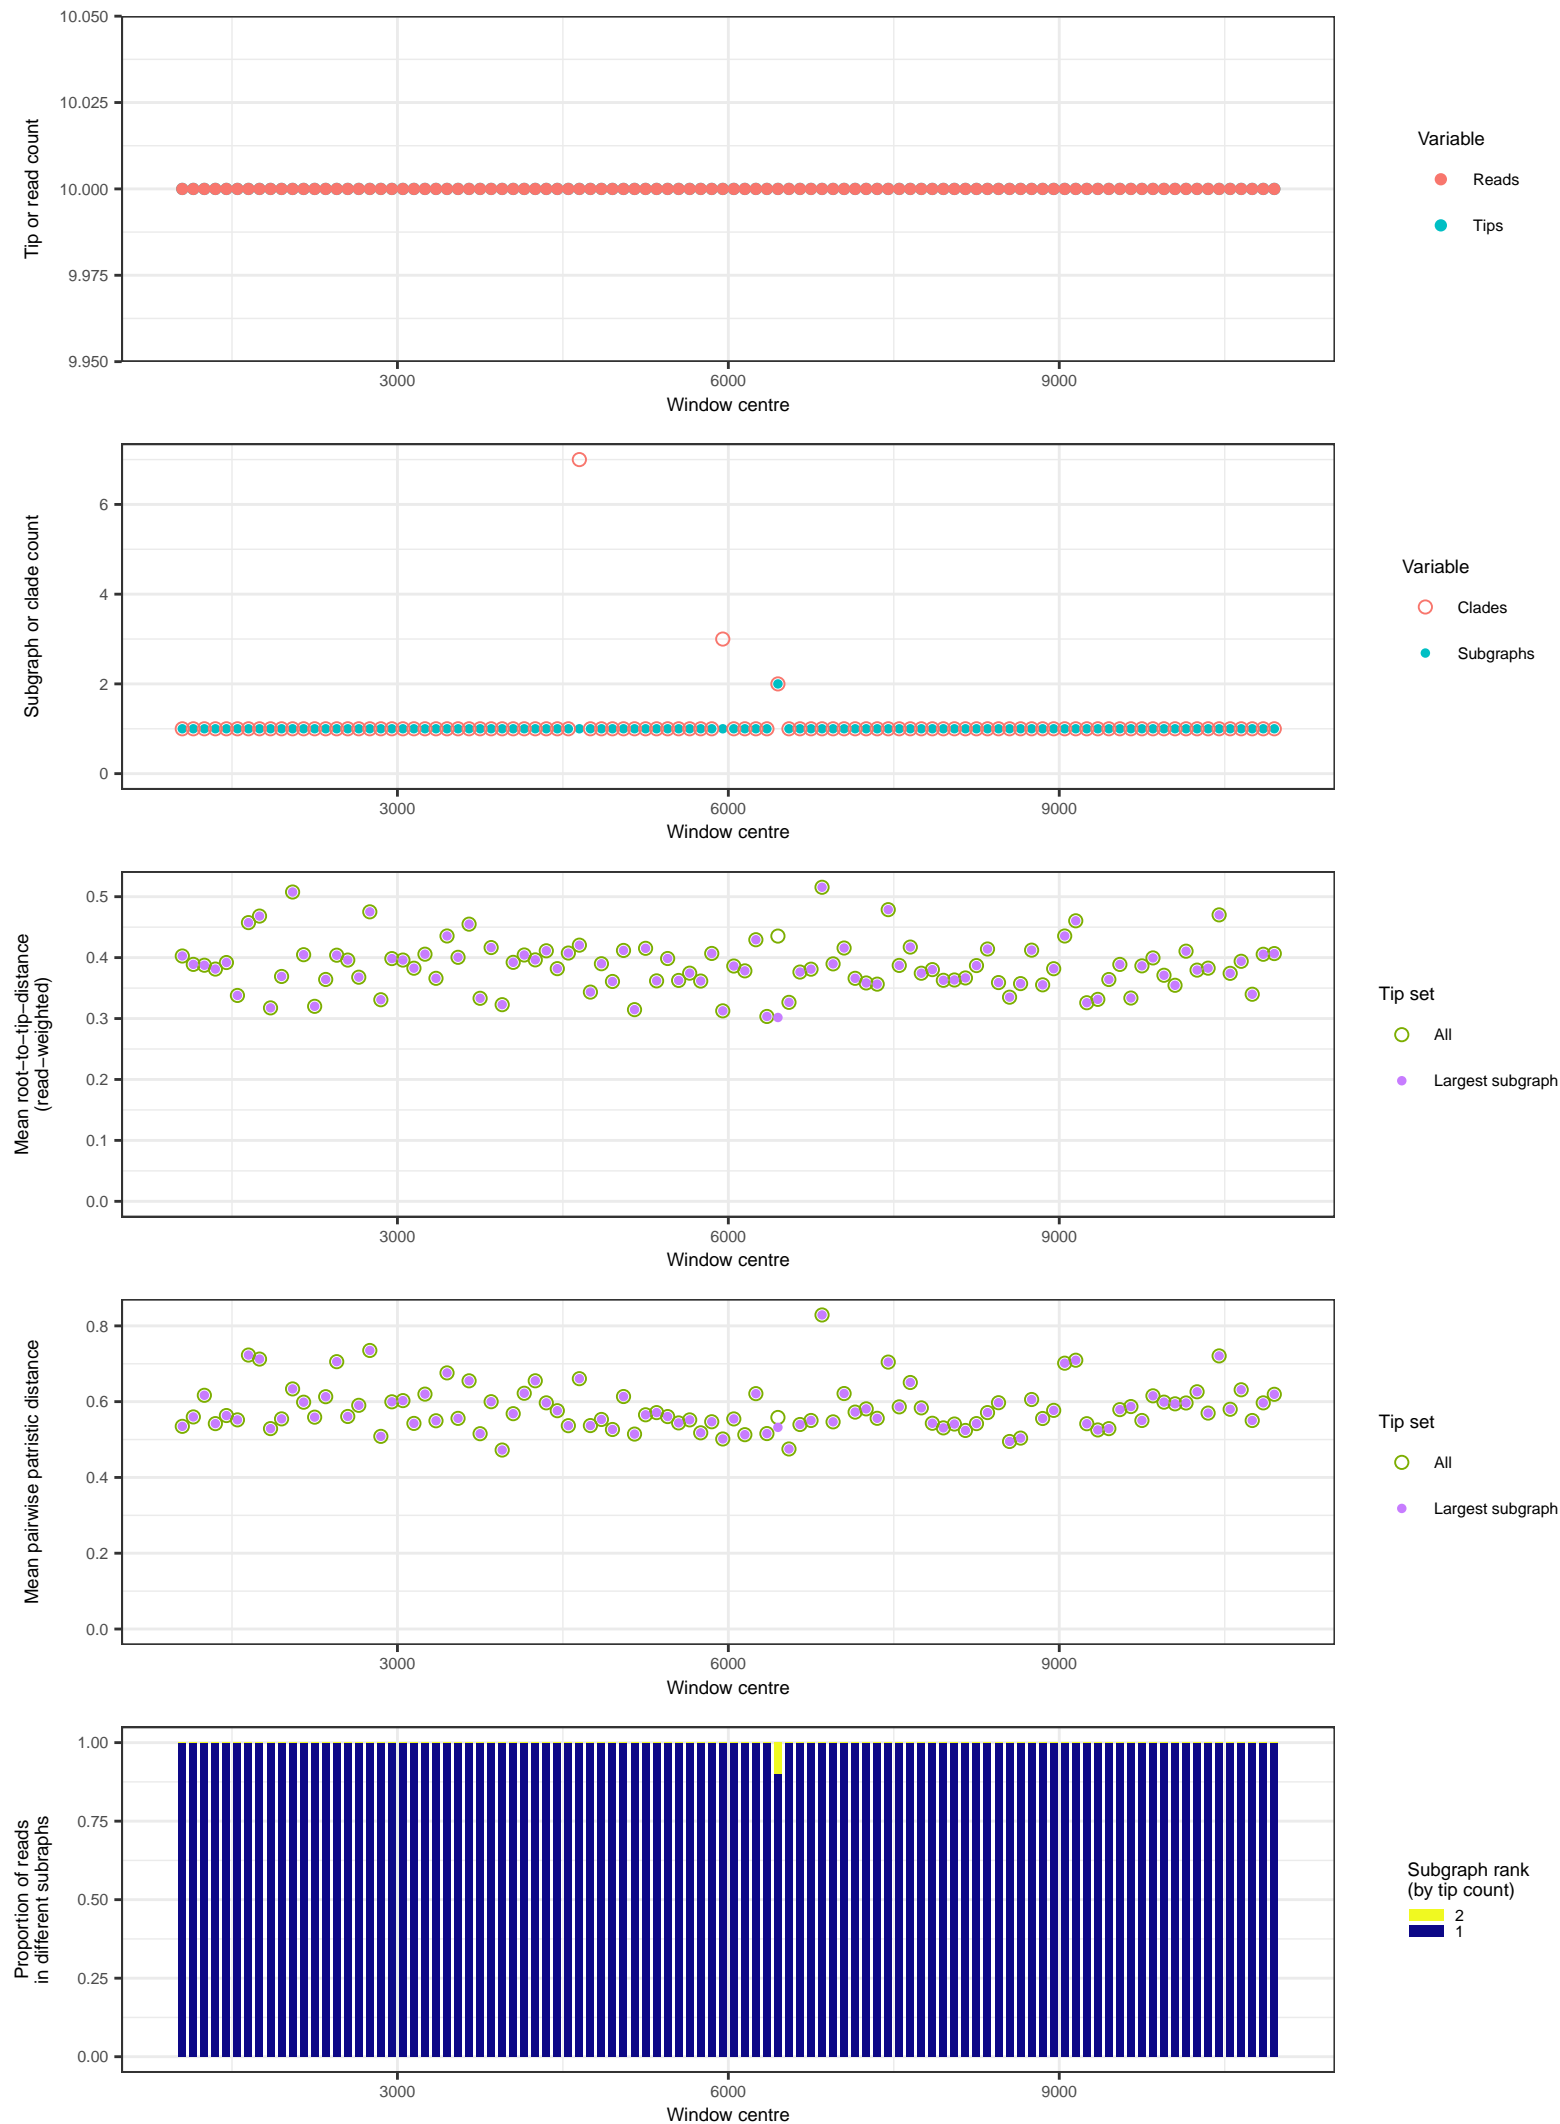 10.050
10.025
10.000
9.975
9.950
Tip or read count
3000 6000 9000
Window centre
Variable
Reads
Tips
6
4
2
0
Subgraph or clade count
3000 6000 9000
Window centre
Variable
Clades
Subgraphs
0.5
0.4
0.3
0.2
0.1
0.0
Mean root−to−tip−distance
(read−weighted)
3000 6000 9000
Window centre
Tip set
All
Largest subgraph
0.8
0.6
0.4
0.2
0.0
Mean pairwise patristic distance
3000 6000 9000
Window centre
Tip set
All
Largest subgraph
1.00
0.75
0.50
0.25
0.00
Proportion of reads
in different subraphs
3000 6000 9000
Window centre
Subgraph rank
(by tip count)
2
1